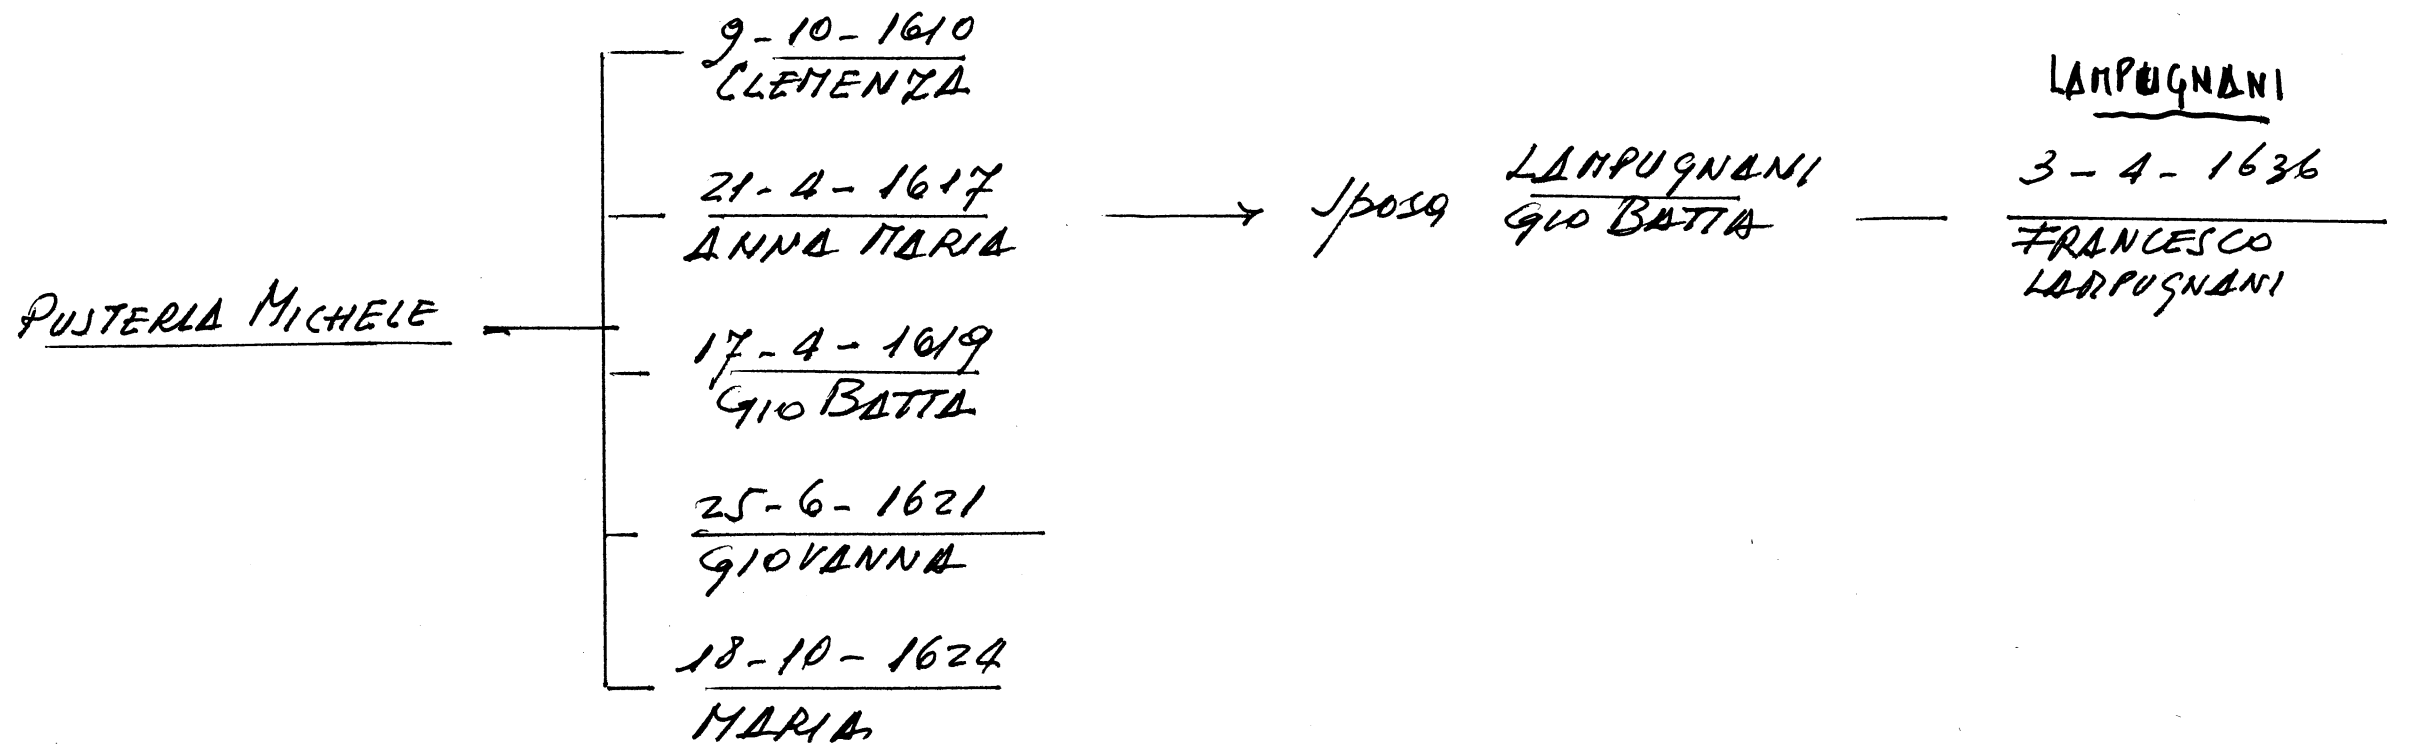 9-10-1610
CLEMENZA
21-4-1617
ANNA MARIA
sposa
LAMPUGNANI
GIO BATTA
LAMPUGNANI
3-4-1636
FRANCESCO
LAMPUGNANI
PUSTERLA MICHELE
17-4-1619
GIO BATTA
25-6-1621
GIOVANNA
18-10-1624
MARIA